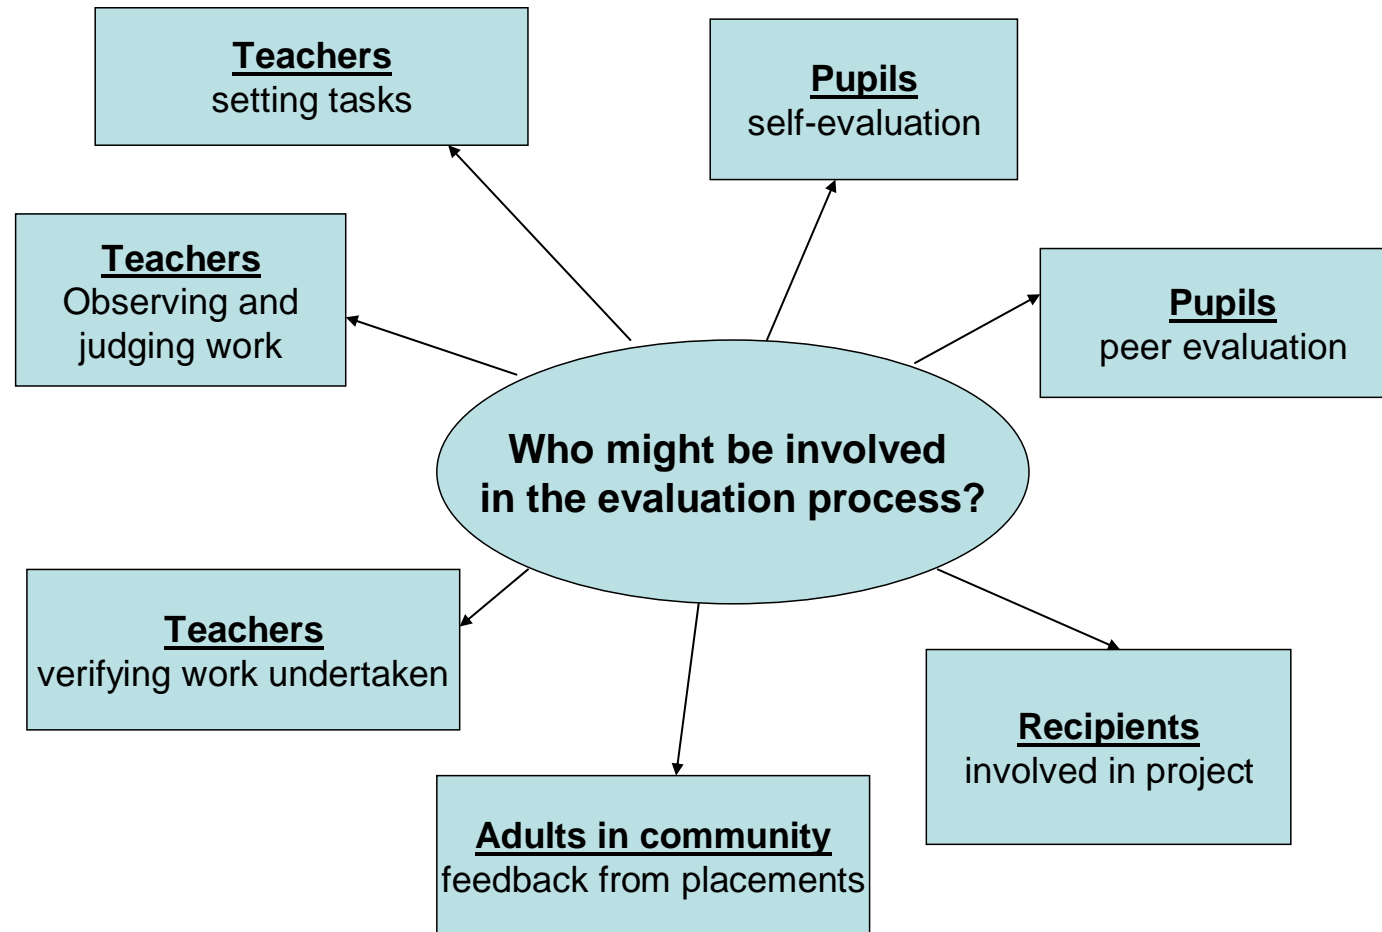 Teachers
setting tasks
Pupils
self-evaluation
Teachers
Observing and
judging work
Pupils
peer evaluation
Who might be involved
in the evaluation process?
Teachers
verifying work undertaken
Recipients
involved in project
Adults in community
feedback from placements